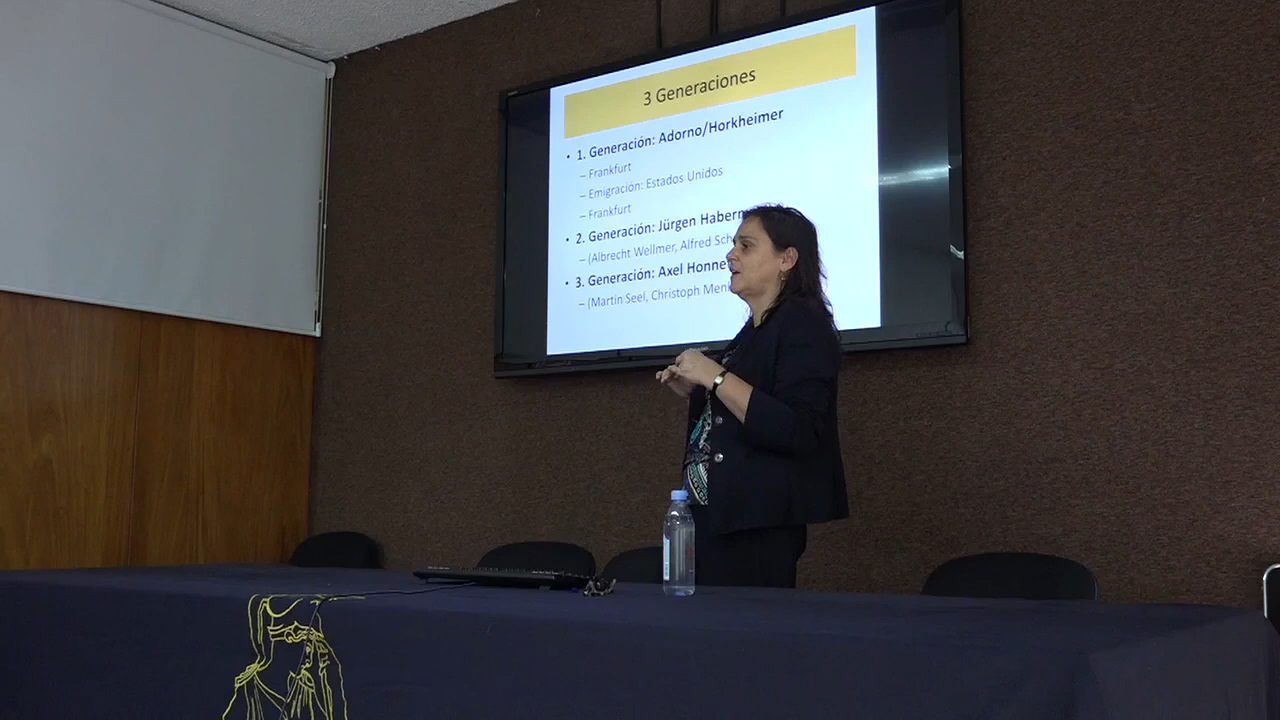 3 Generaciones
• 1. Generación: Adorno/Horkheimer
– Frankfurt
– Emigración: Estados Unidos
– Frankfurt
• 2. Generación: Jürgen
– (Albrecht Wellmer, Alfred
• 3. Generación: Axel
– (Martin Seel, Christoph